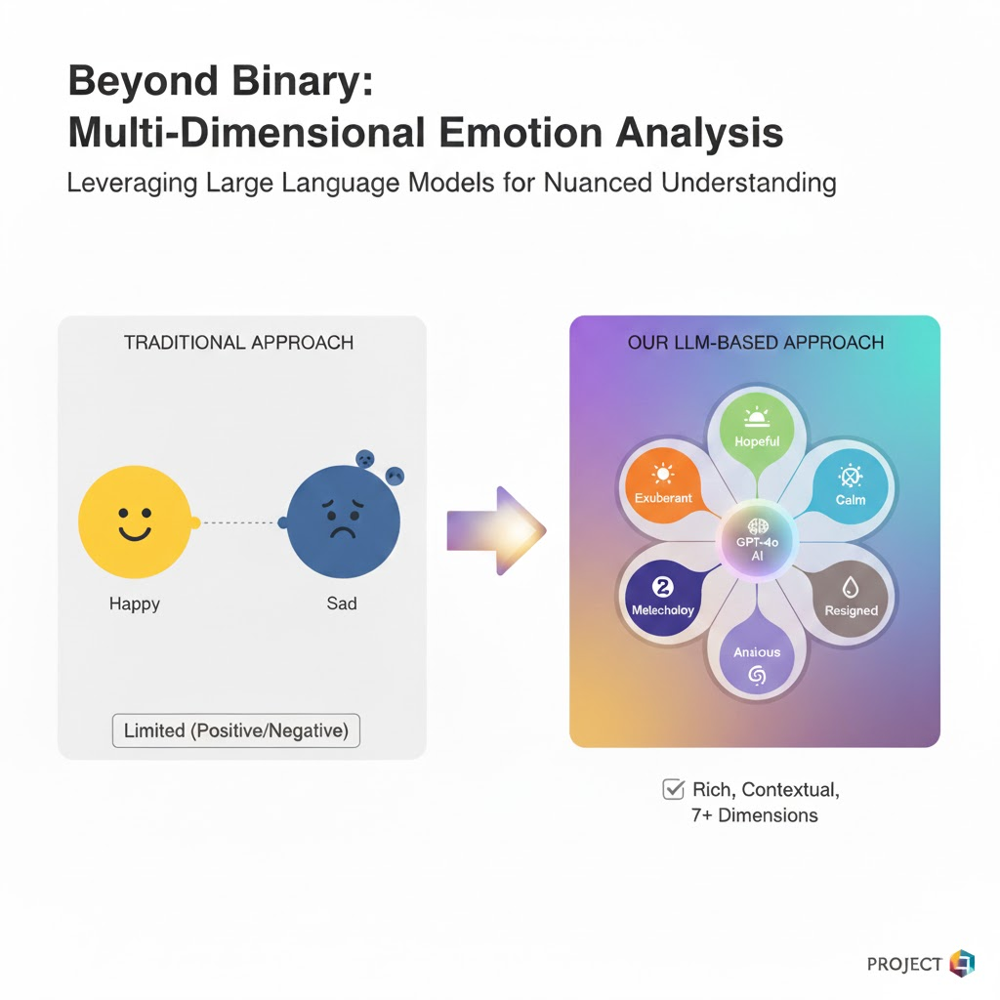 Beyond Binary:
Multi-Dimensional Emotion Analysis
Leveraging Large Language Models for Nuanced Understanding
TRADITIONAL APPROACH
Happy
Sad
Limited (Positive/Negative)
OUR LLM-BASED APPROACH
Hopeful
Exuberant
Calm
GPT-4o
AI
2
Melechaloy
Resigned
Anxious
Rich, Contextual,
7+ Dimensions
PROJECT